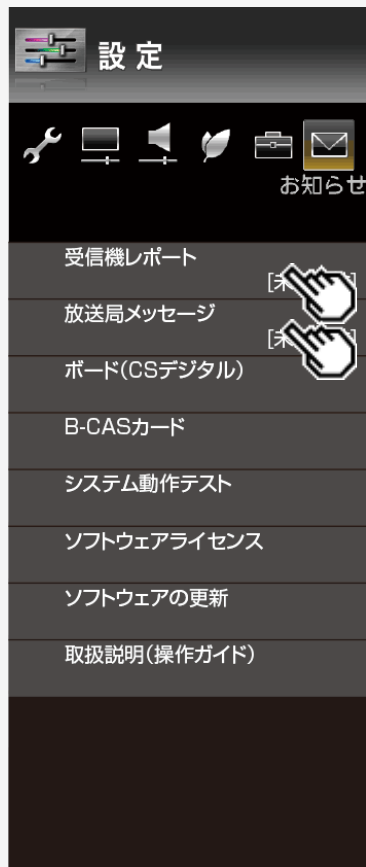 設定
お知らせ
受信機レポート
放送局メッセージ
ボード(CSデジタル)
B-CASカード
システム動作テスト
ソフトウェアライセンス
ソフトウェアの更新
取扱説明(操作ガイド)